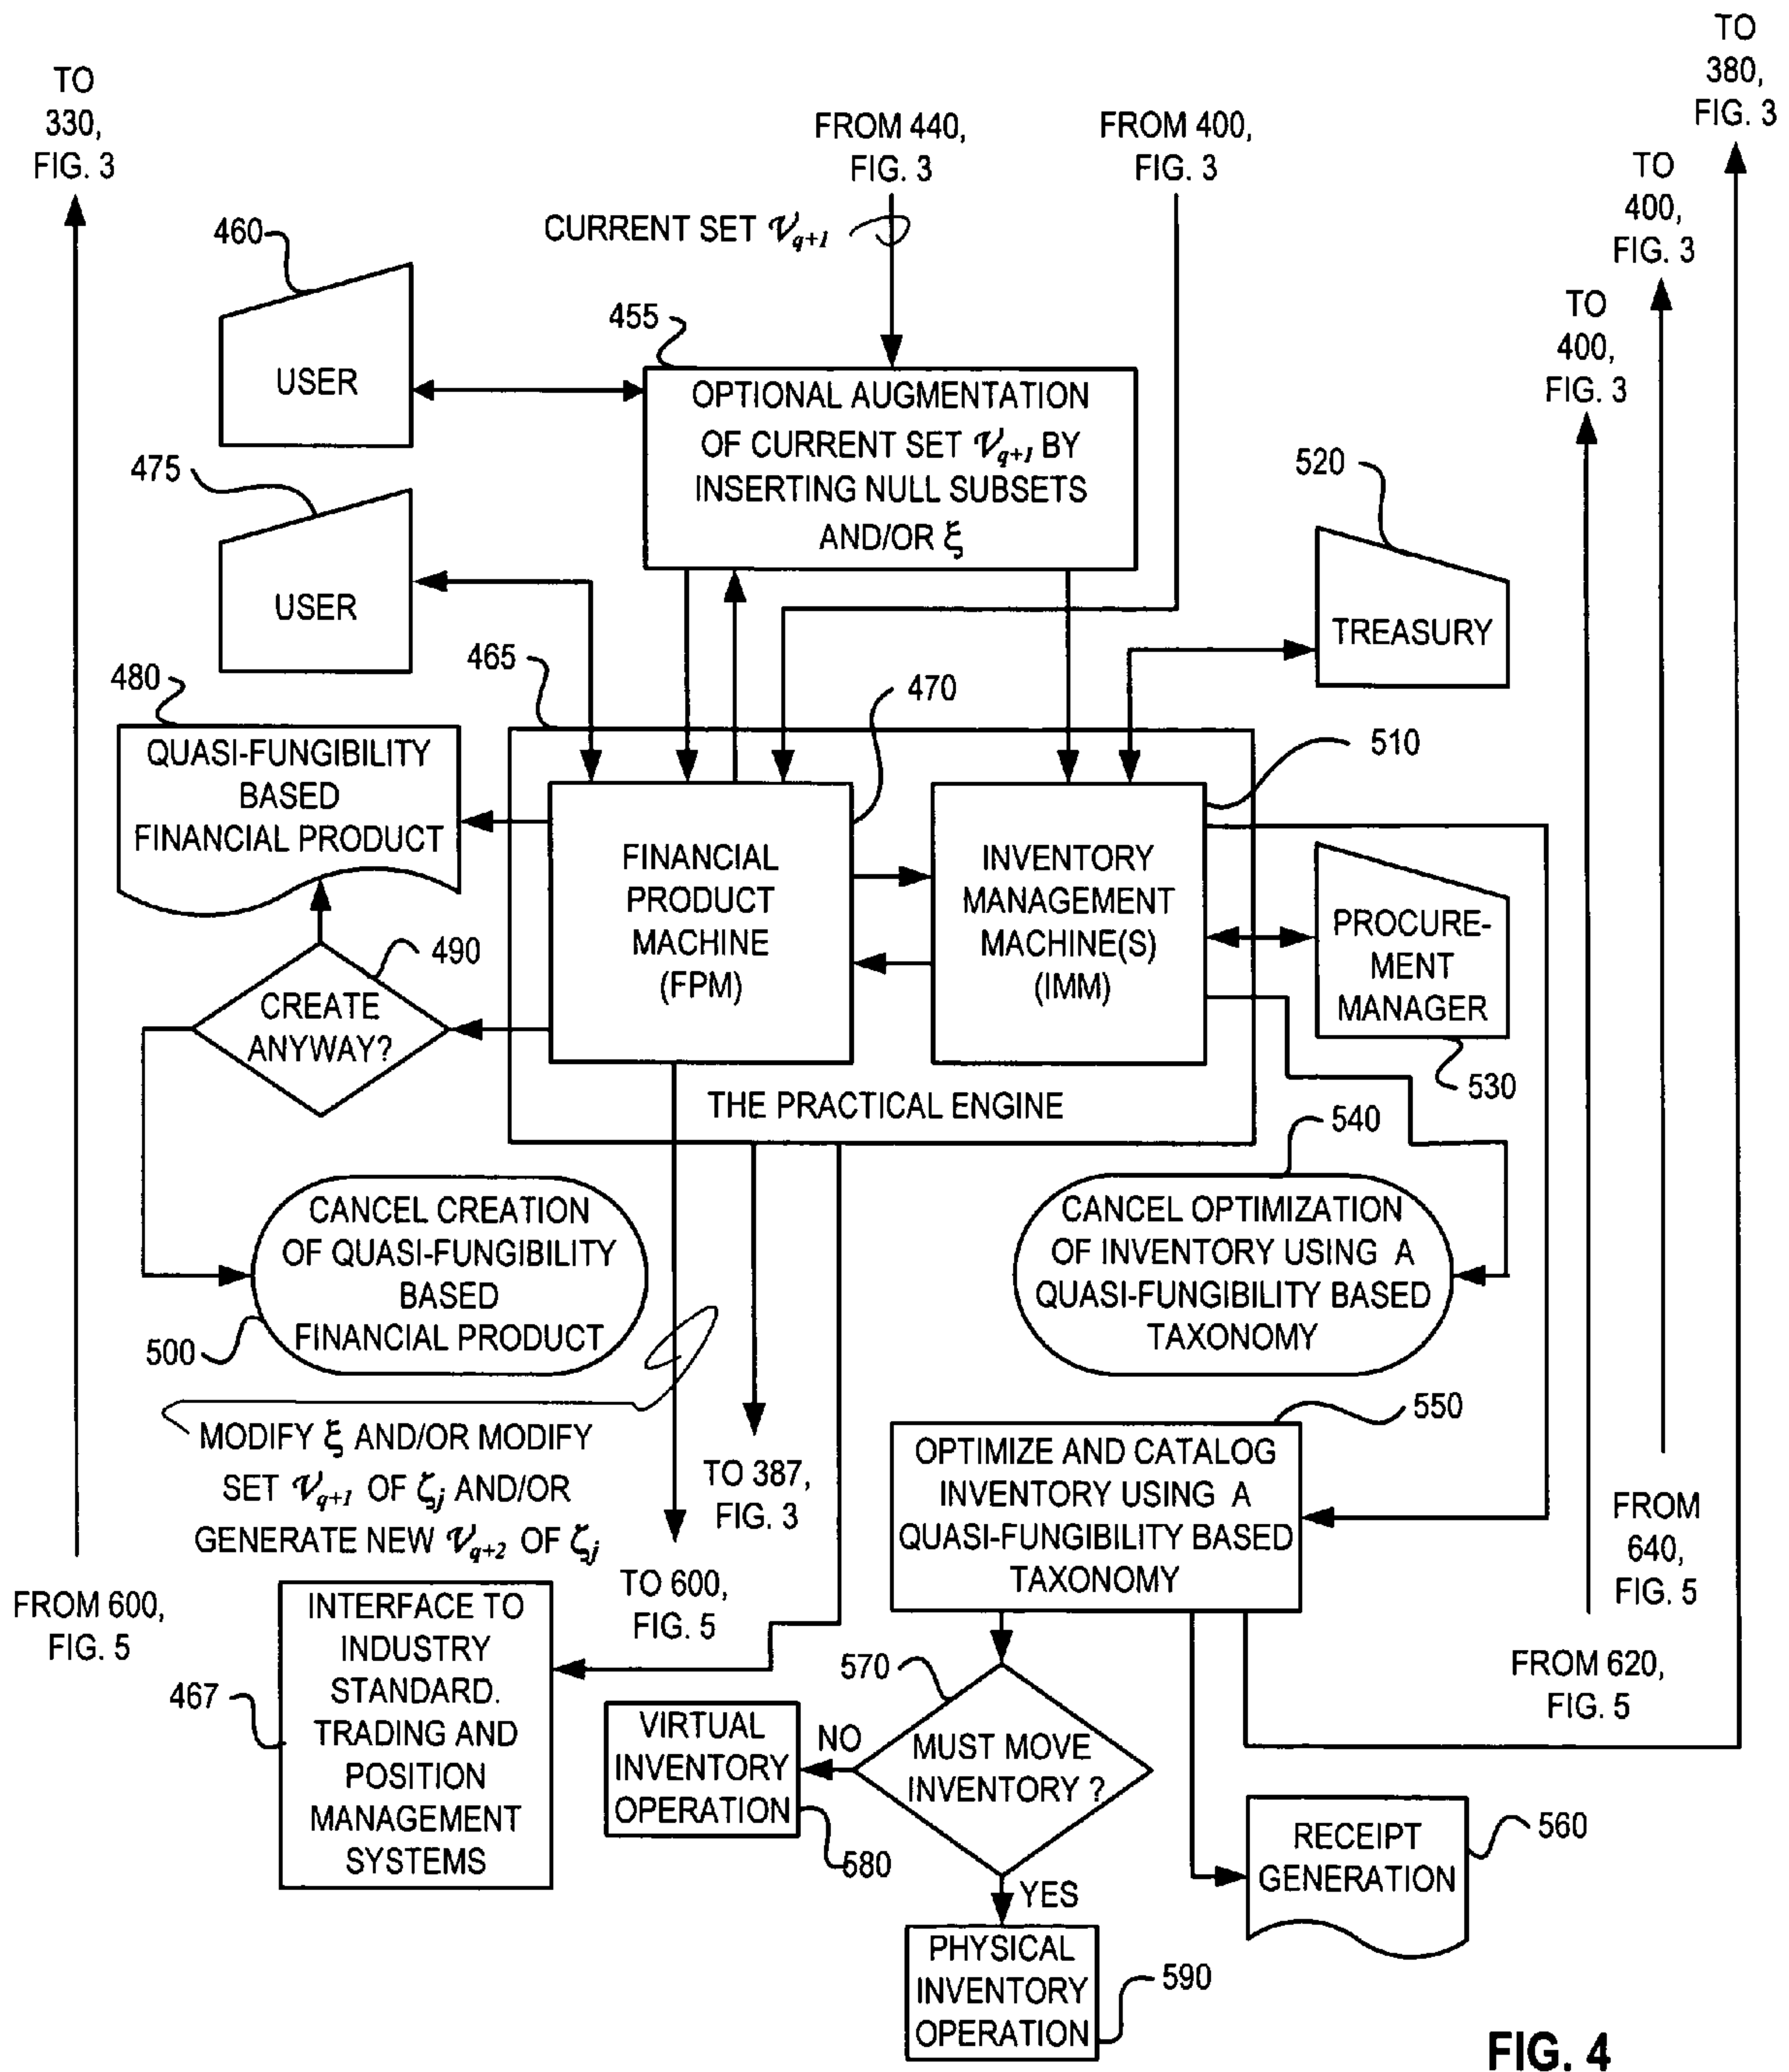 TO
330,
FIG. 3
FROM 440,
FIG. 3
FROM 400,
FIG. 3
TO
380,
FIG. 3
TO
400,
FIG. 3
TO
400,
FIG. 3
CURRENT SET 𝒱q+1
460
USER
455
OPTIONAL AUGMENTATION
OF CURRENT SET 𝒱q+1 BY
INSERTING NULL SUBSETS
AND/OR ξ
475
USER
520
TREASURY
465
470
480
QUASI-FUNGIBILITY
BASED
FINANCIAL PRODUCT
510
FINANCIAL
PRODUCT
MACHINE
(FPM)
INVENTORY
MANAGEMENT
MACHINE(S)
(IMM)
PROCURE-
MENT
MANAGER
490
CREATE
ANYWAY?
530
THE PRACTICAL ENGINE
540
CANCEL CREATION
OF QUASI-FUNGIBILITY
BASED
FINANCIAL PRODUCT
500
CANCEL OPTIMIZATION
OF INVENTORY USING A
QUASI-FUNGIBILITY BASED
TAXONOMY
MODIFY ξ AND/OR MODIFY
SET 𝒱q+1 OF ζj AND/OR
GENERATE NEW 𝒱q+2 OF ζj
TO 387,
FIG. 3
550
OPTIMIZE AND CATALOG
INVENTORY USING A
QUASI-FUNGIBILITY BASED
TAXONOMY
FROM
640,
FIG. 5
FROM 600,
FIG. 5
TO 600,
FIG. 5
FROM 620,
FIG. 5
467
INTERFACE TO
INDUSTRY
STANDARD.
TRADING AND
POSITION
MANAGEMENT
SYSTEMS
570
MUST MOVE
INVENTORY ?
NO
VIRTUAL
INVENTORY
OPERATION
580
YES
RECEIPT
GENERATION
560
PHYSICAL
INVENTORY
OPERATION
590
FIG. 4